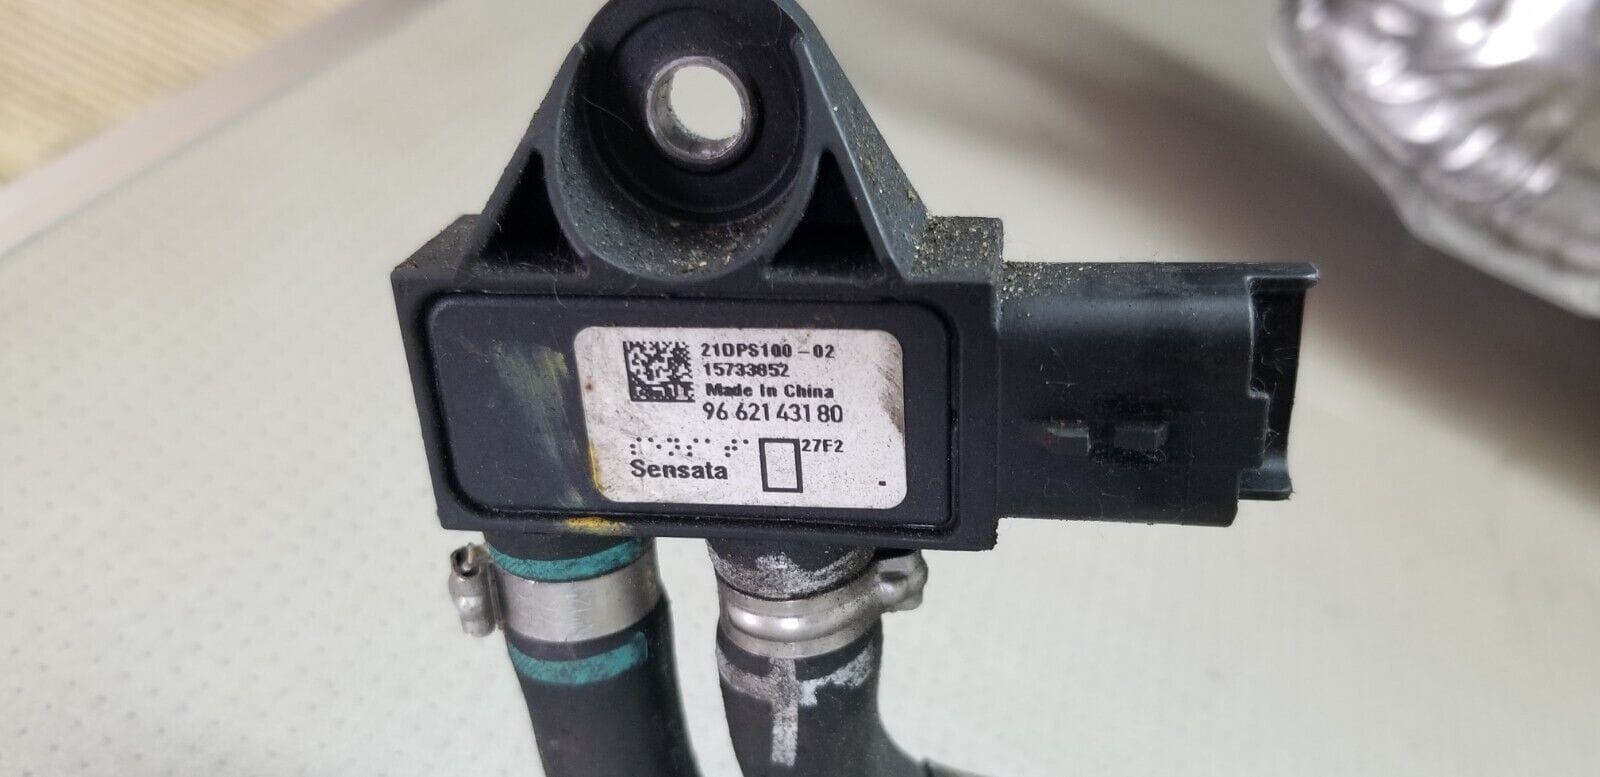 21DPS100-02
15733852
Made In China
96 621 431 80
27F2
Sensata